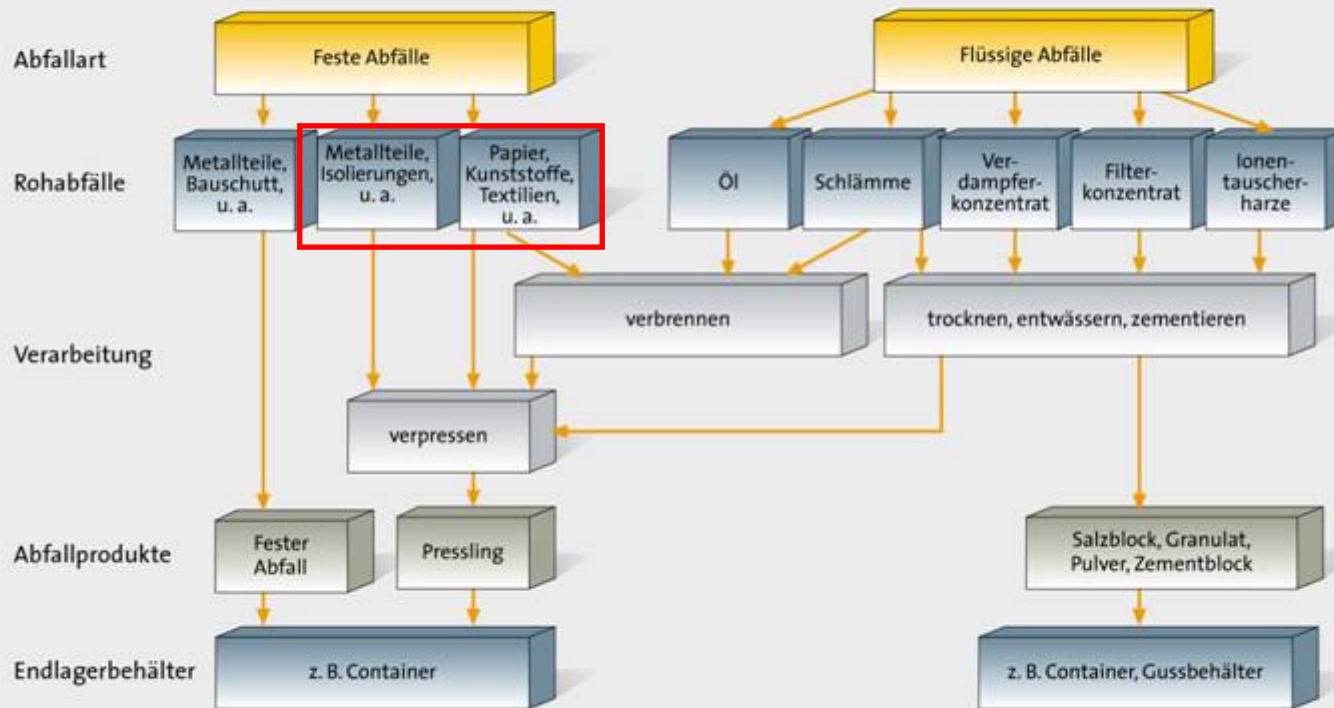 Abfallart
Feste Abfälle
Flüssige Abfälle
Rohabfälle
Metallteile,
Bauschutt,
u. a.
Metallteile,
Isolierungen,
u. a.
Papier,
Kunststoffe,
Textilien,
u. a.
Öl
Schlämme
Ver-
dampfer-
konzentrat
Filter-
konzentrat
Ionen-
tauscher-
harze
Verarbeitung
verbrennen
trocknen, entwässern, zementieren
verpressen
Abfallprodukte
Fester
Abfall
Pressling
Salzblock, Granulat,
Pulver, Zementblock
Endlagerbehälter
z. B. Container
z. B. Container, Gussbehälter